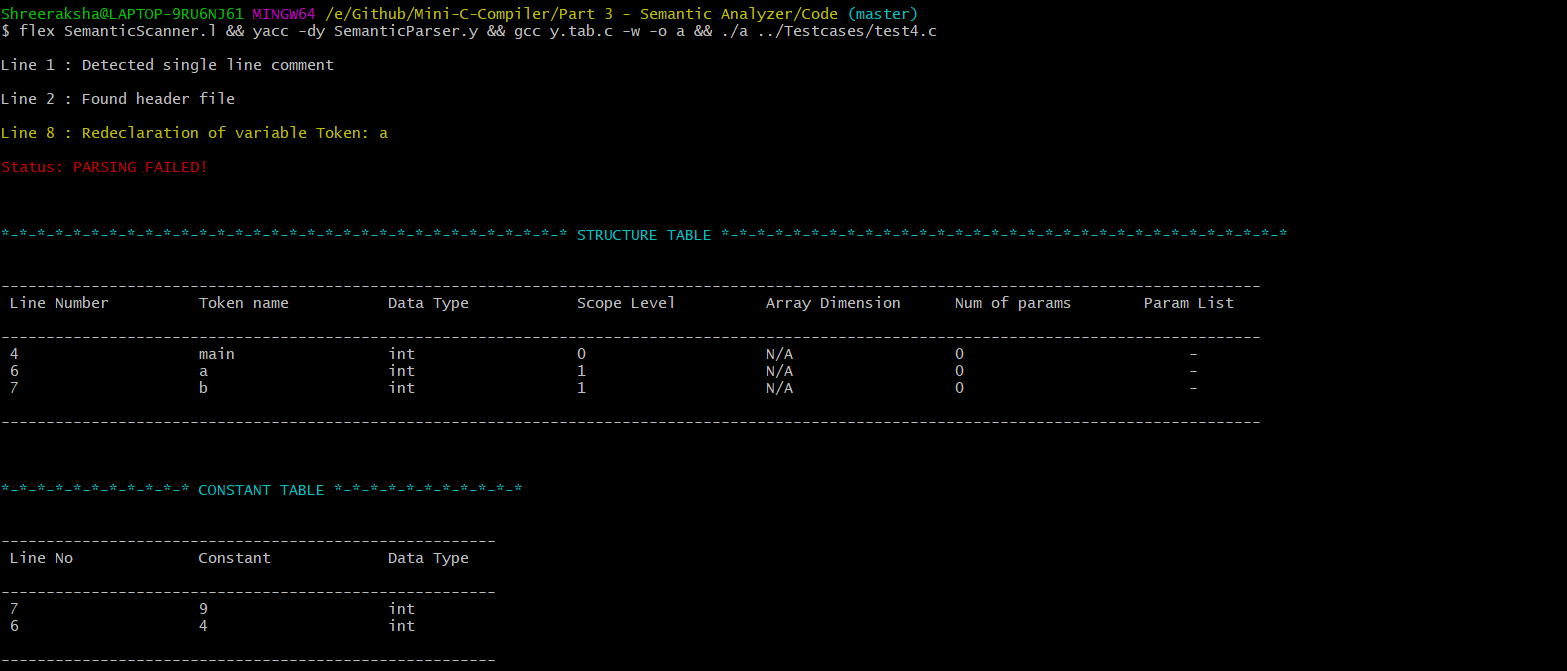 Shreeraksha@LAPTOP-9RU6NJ61 MINGW64 /e/Github/Mini-C-Compiler/Part 3 - Semantic Analyzer/Code (master)
$ flex SemanticScanner.l && yacc -dy SemanticParser.y && gcc y.tab.c -w -o a && ./a ../Testcases/test4.c
Line 1 : Detected single line comment
Line 2 : Found header file
Line 8 : Redeclaration of variable Token: a
Status: PARSING FAILED!
*-*-*-*-*-*-*-*-*-*-*-*-*-*-*-*-*-*-*-*-*-*-*-*-*-*-*-*-*-*-*-* STRUCTURE TABLE *-*-*-*-*-*-*-*-*-*-*-*-*-*-*-*-*-*-*-*-*-*-*-*-*-*-*-*-*-*-*-*
--------------------------------------------------------------------------------------------------------------------------------------------
Line Number Token name Data Type Scope Level Array Dimension Num of params Param List
--------------------------------------------------------------------------------------------------------------------------------------------
4 main int 0 N/A 0 -
6 a int 1 N/A 0 -
7 b int 1 N/A 0 -
--------------------------------------------------------------------------------------------------------------------------------------------
*-*-*-*-*-*-*-*-*-*-* CONSTANT TABLE *-*-*-*-*-*-*-*-*-*-*
-------------------------------------------------------
Line No Constant Data Type
-------------------------------------------------------
7 9 int
6 4 int
-------------------------------------------------------